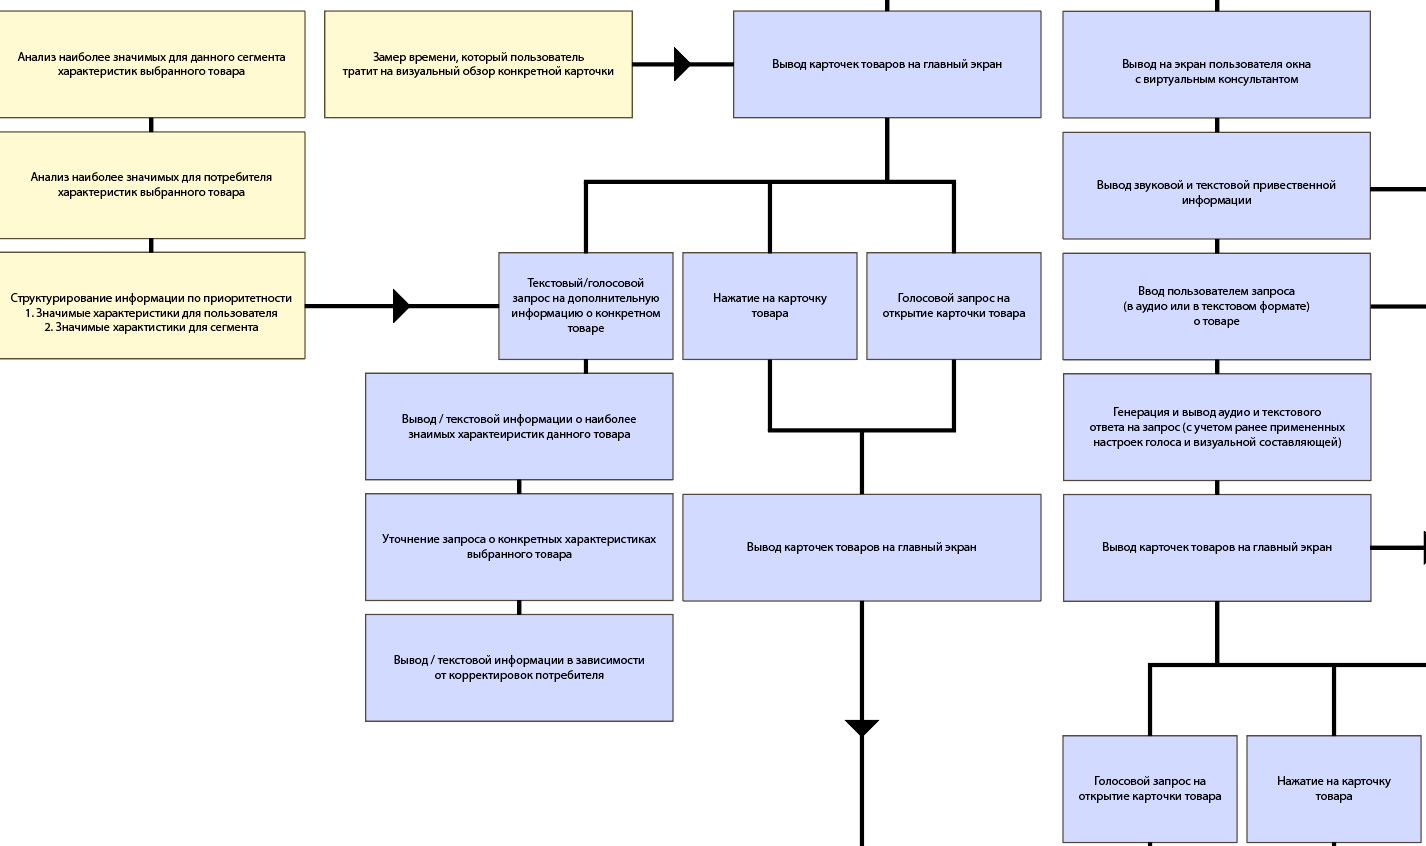 Анализ наиболее значимых для данного сегмента
характеристик выбранного товара
Анализ наиболее значимых для потребителя
характеристик выбранного товара
Структурирование информации по приоритетности
1. Значимые характеристики для пользователя
2. Значимые характистики для сегмента
Замер времени, который пользователь
тратит на визуальный обзор конкретной карточки
Вывод карточек товаров на главный экран
Текстовый/голосовой
запрос на дополнительную
информацию о конкретном
товаре
Нажатие на карточку
товара
Голосовой запрос на
открытие карточки товара
Вывод / текстовой информации о наиболее
знаимых характеиристик данного товара
Уточнение запроса о конкретных характеристиках
выбранного товара
Вывод / текстовой информации в зависимости
от корректировок потребителя
Вывод карточек товаров на главный экран
Вывод на экран пользователя окна
с виртуальным консультантом
Вывод звуковой и текстовой привественной
информации
Ввод пользователем запроса
(в аудио или в текстовом формате)
о товаре
Генерация и вывод аудио и текстового
ответа на запрос (с учетом ранее примененных
настроек голоса и визуальной составляющей)
Вывод карточек товаров на главный экран
Голосовой запрос на
открытие карточки товара
Нажатие на карточку
товара